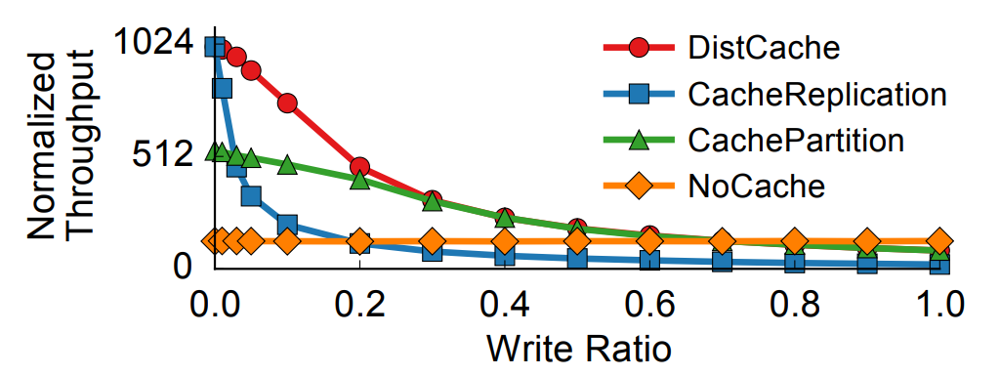 Normalized
Throughput
1024
512
0
DistCache
CacheReplication
CachePartition
NoCache
0.0 0.2 0.4 0.6 0.8 1.0
Write Ratio